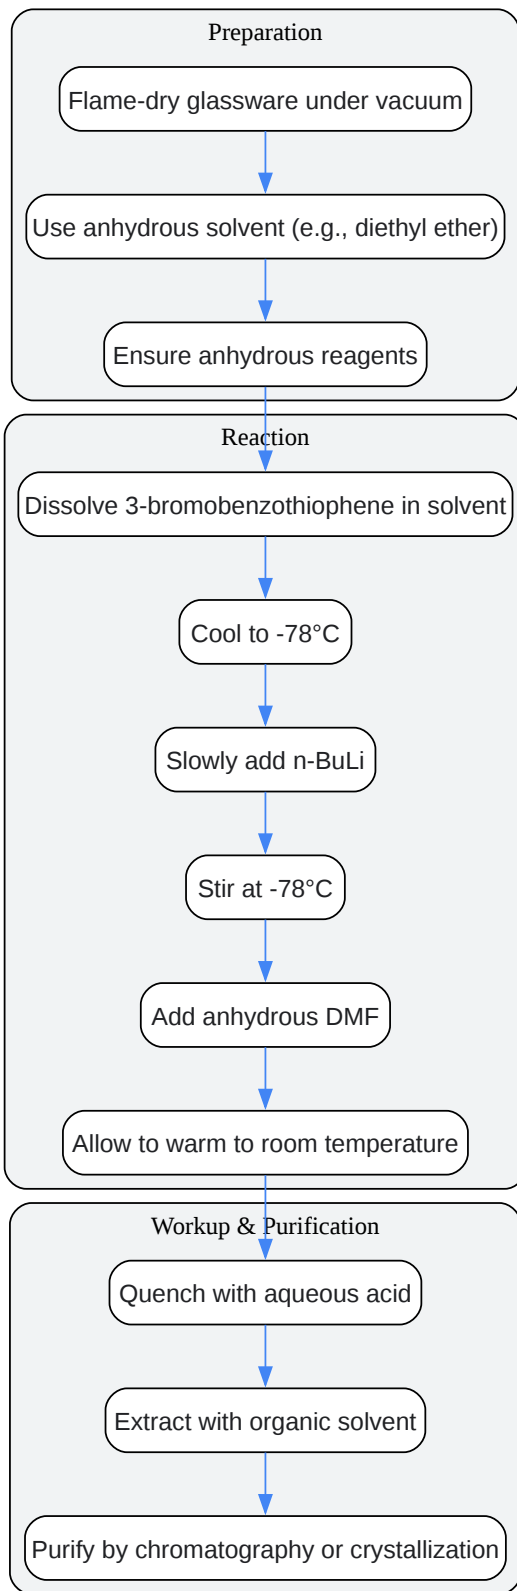 Preparation
Flame-dry glassware under vacuum
Use anhydrous solvent (e.g., diethyl ether)
Ensure anhydrous reagents
Reaction
Dissolve 3-bromobenzothiophene in solvent
Cool to -78°C
Slowly add n-BuLi
Stir at -78°C
Add anhydrous DMF
Allow to warm to room temperature
Workup & Purification
Quench with aqueous acid
Extract with organic solvent
Purify by chromatography or crystallization